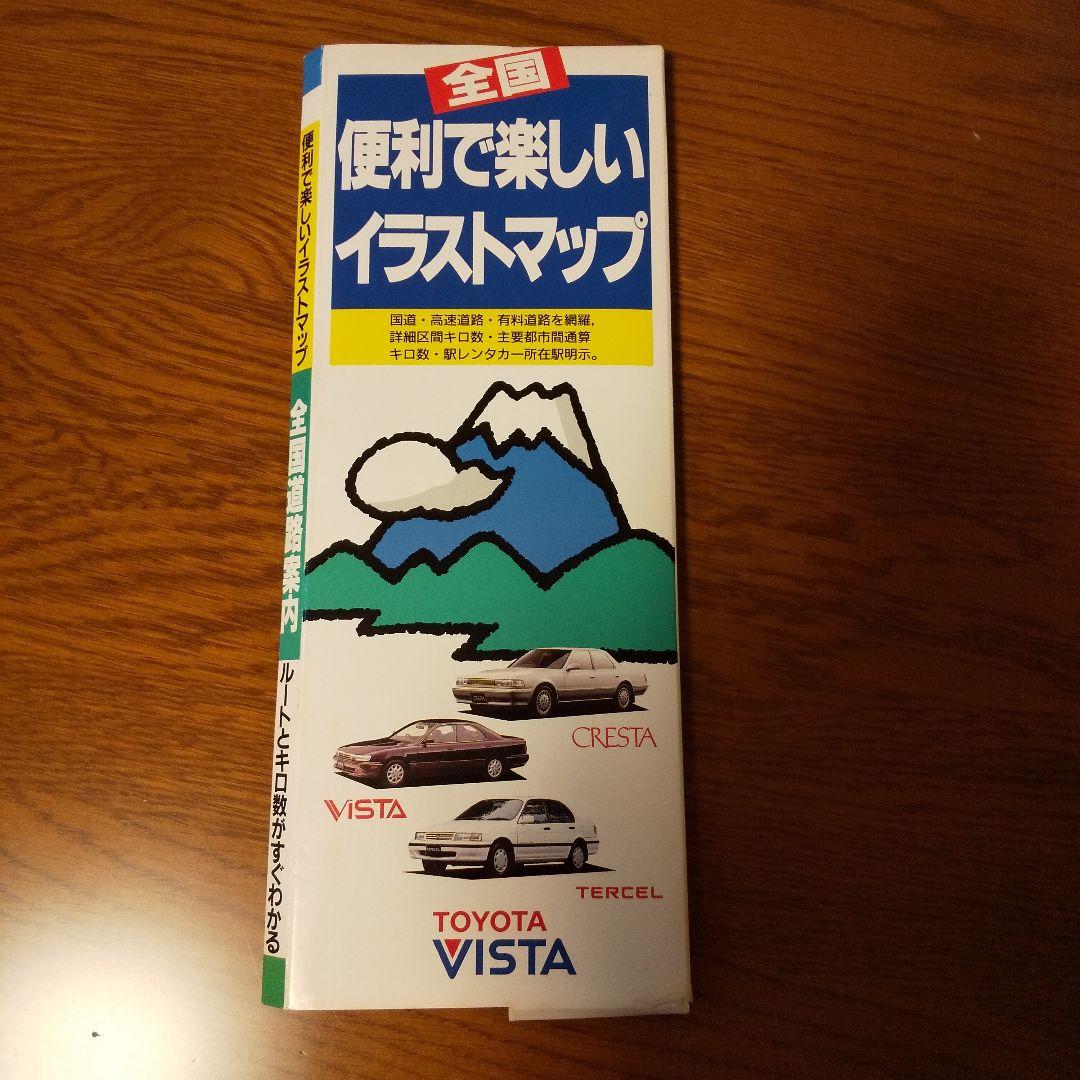 全国
便利で楽しい
イラストマップ
国道・高速道路・有料道路を網羅,
詳細区間キロ数・主要都市間通算
キロ数・駅レンタカー所在駅明示。
CRESTA
VISTA
TERCEL
TERCEL
TOYOTA
VISTA
便利で楽しいイラストマップ
全国道路案内
ルートとキロ数がすぐわかる